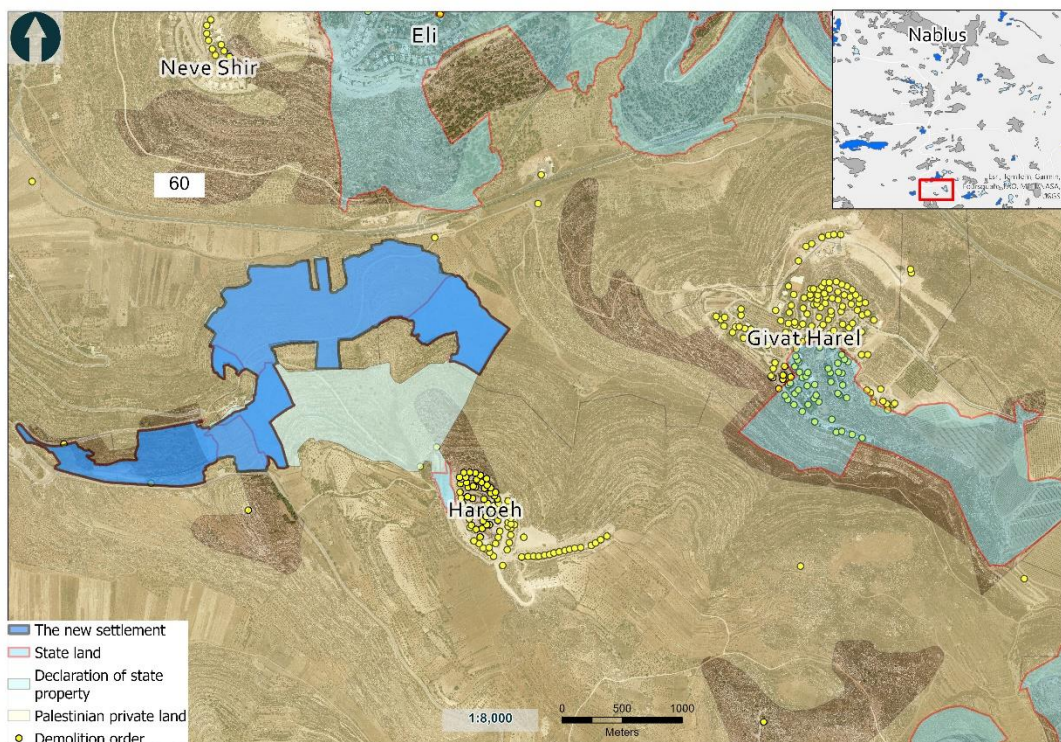 Eli
Neve Shir
Nablus
60
Givat Harel
Haroeh
The new settlement
State land
Declaration of state
property
Palestinian private land
Demolition order
1:8,000
0 500 1000
Meters